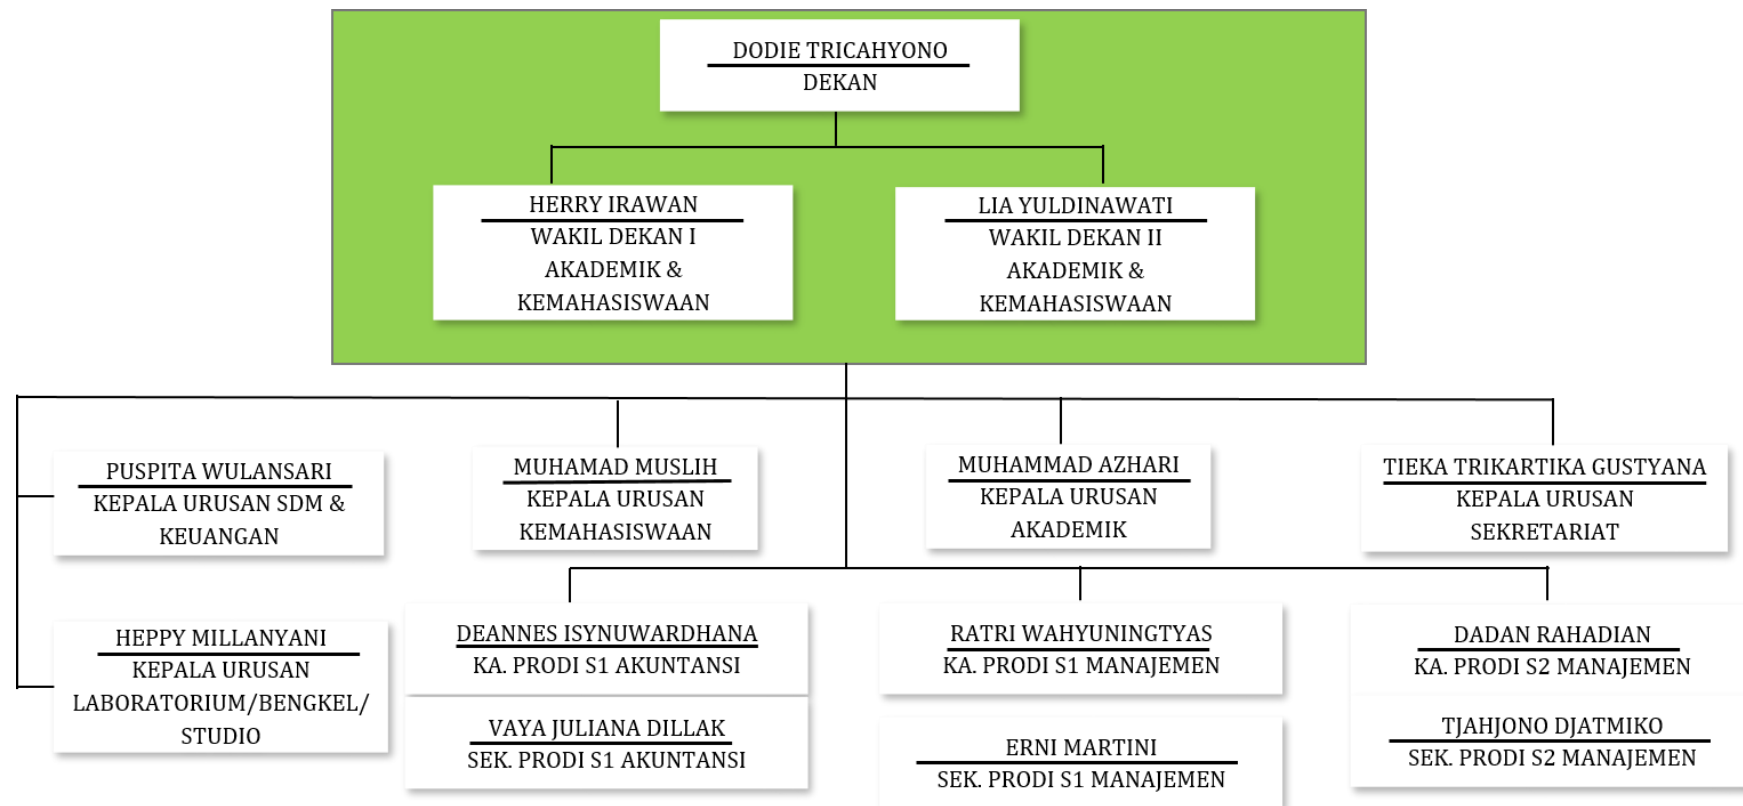 DODIE TRICAHYONO
DEKAN
HERRY IRAWAN
WAKIL DEKAN I
AKADEMIK &
KEMAHASISWAAN
LIA YULDINAWATI
WAKIL DEKAN II
AKADEMIK &
KEMAHASISWAAN
PUSPITA WULANSARI
KEPALA URUSAN SDM &
KEUANGAN
MUHAMAD MUSLIH
KEPALA URUSAN
KEMAHASISWAAN
MUHAMMAD AZHARI
KEPALA URUSAN
AKADEMIK
TIEKA TRIKARTIKA GUSTYANA
KEPALA URUSAN
SEKRETARIAT
HEPPY MILLANYANI
KEPALA URUSAN
LABORATORIUM/BENGKEL/
STUDIO
DEANNES ISYNUWARDHANA
KA. PRODI S1 AKUNTANSI
VAYA JULIANA DILLAK
SEK. PRODI S1 AKUNTANSI
RATRI WAHYUNINGTYAS
KA. PRODI S1 MANAJEMEN
ERNI MARTINI
SEK. PRODI S1 MANAJEMEN
DADAN RAHADIAN
KA. PRODI S2 MANAJEMEN
TJAHJONO DJATMIKO
SEK. PRODI S2 MANAJEMEN